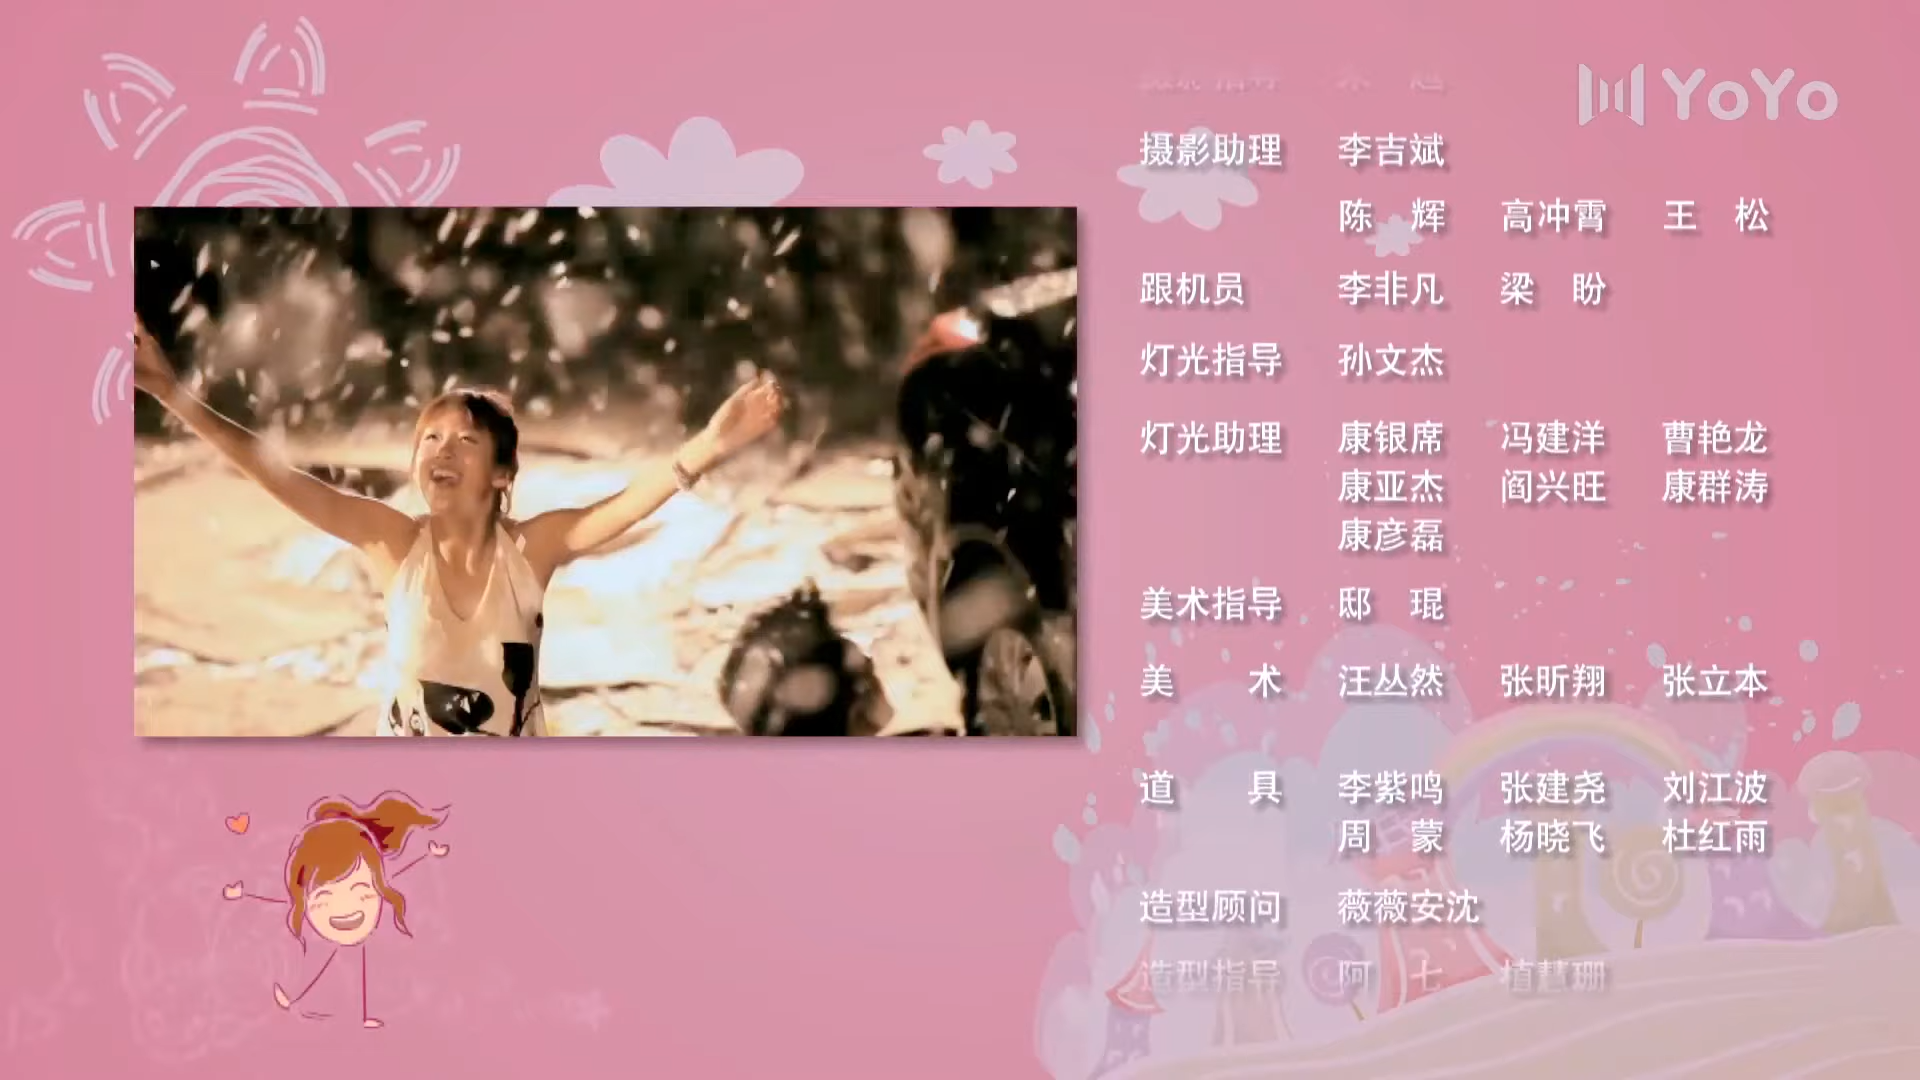 YoYo
摄影助理 李吉斌
陈 辉 高冲霄 王 松
跟机员 李非凡 梁 盼
灯光指导 孙文杰
灯光助理 康银席 冯建洋 曹艳龙
康亚杰 阎兴旺 康群涛
康彦磊
美术指导 邸 琨
美 术 汪丛然 张昕翔 张立本
道 具 李紫鸣 张建尧 刘江波
周 蒙 杨晓飞 杜红雨
造型顾问 薇薇安沈
造型指导 阿 七 植慧珊